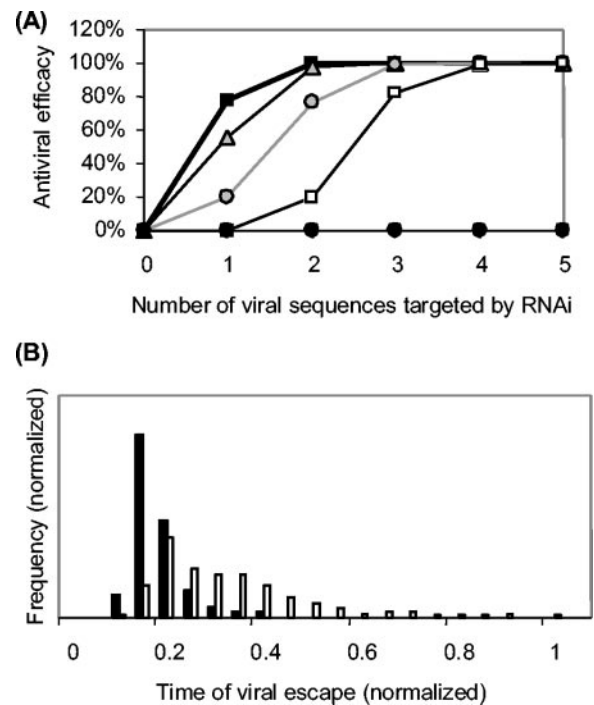 (A)
120%
100%
80%
60%
40%
20%
0%
Antiviral efficacy
0 1 2 3 4 5
Number of viral sequences targeted by RNAi
(B)
Frequency (normalized)
0 0.2 0.4 0.6 0.8 1
Time of viral escape (normalized)